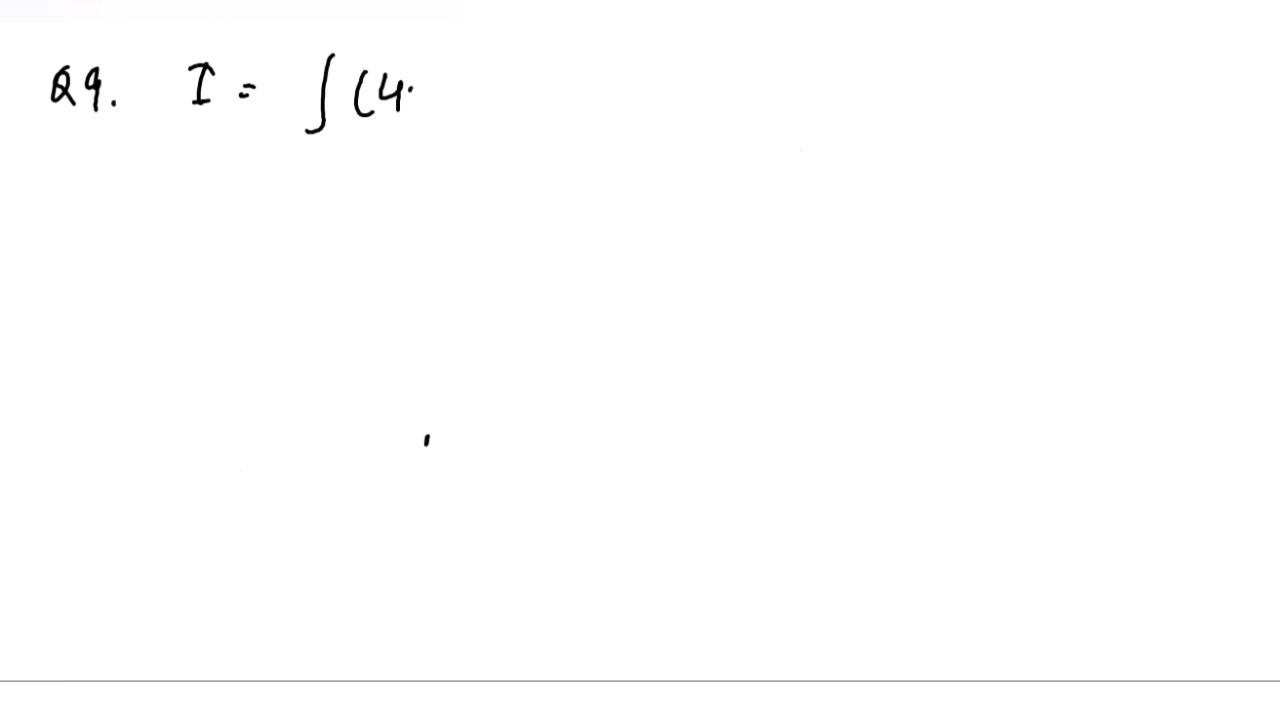 Q9. I = ∫ (4.